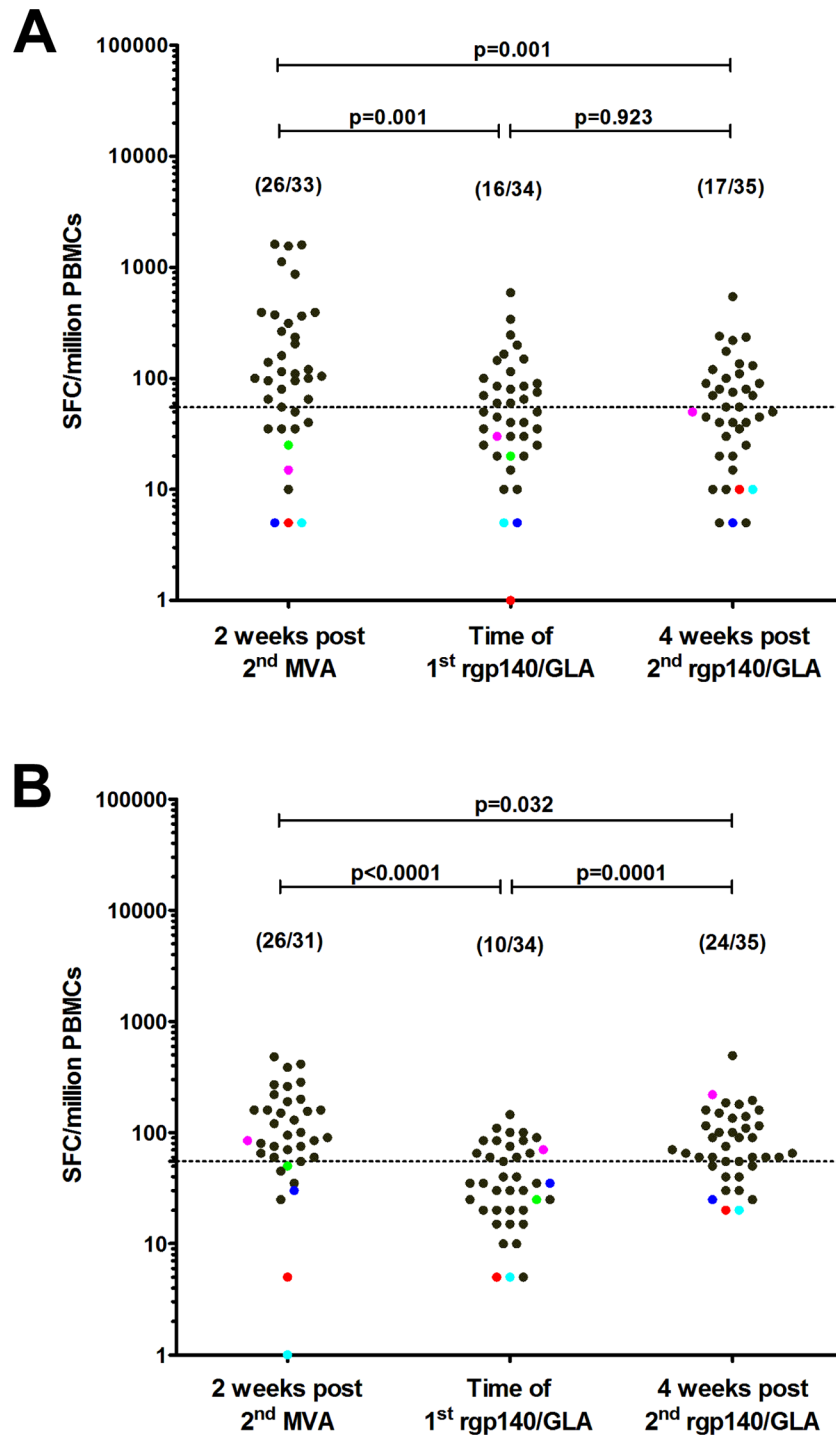 A
100000
p=0.001
p=0.001 p=0.923
10000
(26/33) (16/34) (17/35)
1000
SFC/million PBMCs
100
10
1
2 weeks post Time of 4 weeks post
2nd MVA 1st rgp140/GLA 2nd rgp140/GLA
B
100000
p=0.032
p<0.0001 p=0.0001
10000
(26/31) (10/34) (24/35)
1000
SFC/million PBMCs
100
10
1
2 weeks post Time of 4 weeks post
2nd MVA 1st rgp140/GLA 2nd rgp140/GLA